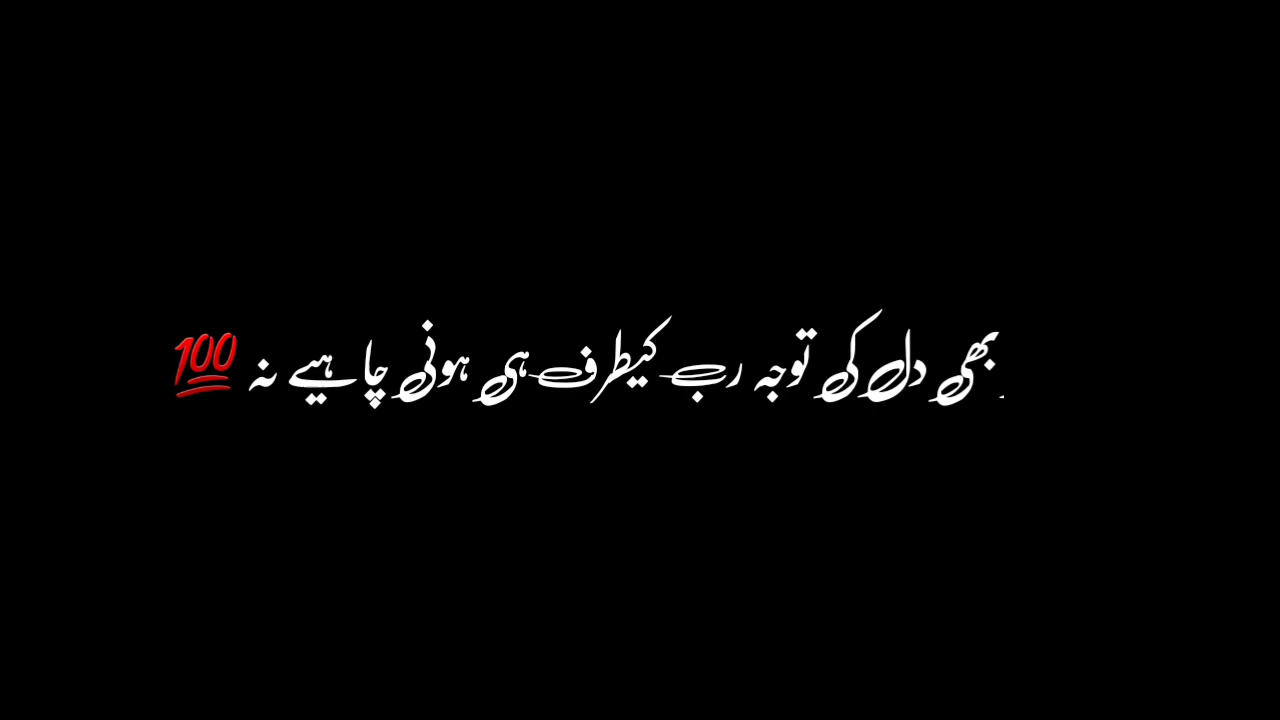 بھی دل کی توجہ رب کیطرف ہی ہونی چاہیے نہ 💯